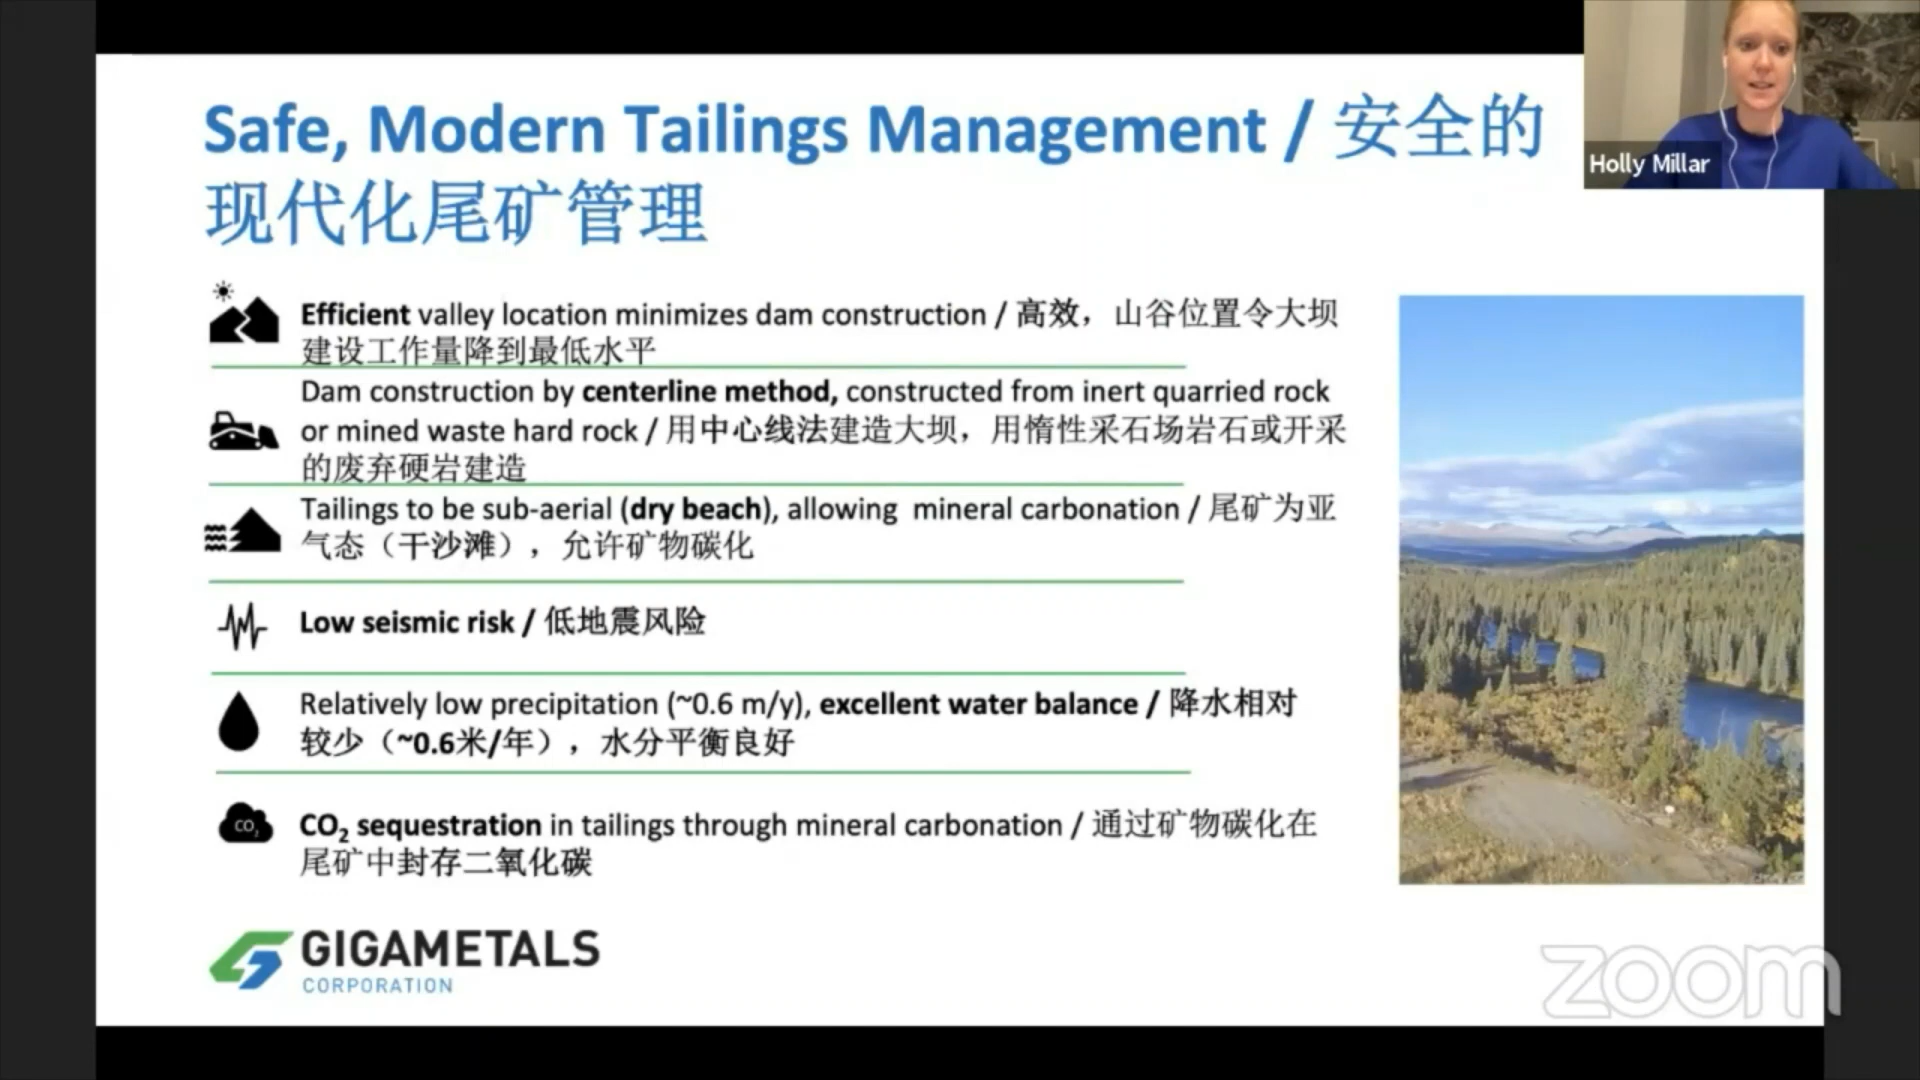 Safe, Modern Tailings Management / 安全的
现代化尾矿管理
Holly Millar
Efficient valley location minimizes dam construction / 高效，山谷位置令大坝
建设工作量降到最低水平
Dam construction by centerline method, constructed from inert quarried rock
or mined waste hard rock / 用中心线法建造大坝，用惰性采石场岩石或开采
的废弃硬岩建造
Tailings to be sub-aerial (dry beach), allowing mineral carbonation / 尾矿为亚
气态（干沙滩），允许矿物碳化
Low seismic risk / 低地震风险
Relatively low precipitation (~0.6 m/y), excellent water balance / 降水相对
较少（~0.6米/年），水分平衡良好
CO₂
CO₂ sequestration in tailings through mineral carbonation / 通过矿物碳化在
尾矿中封存二氧化碳
GIGAMETALS
CORPORATION
zoom